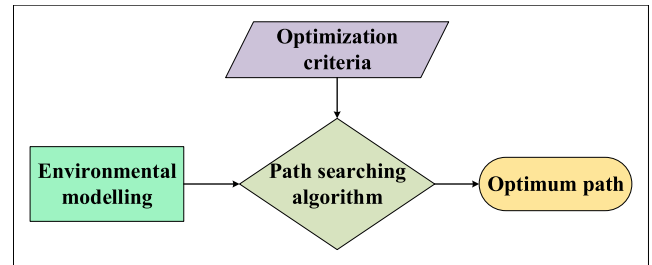 Optimization
criteria
Environmental
modelling
Path searching
algorithm
Optimum path